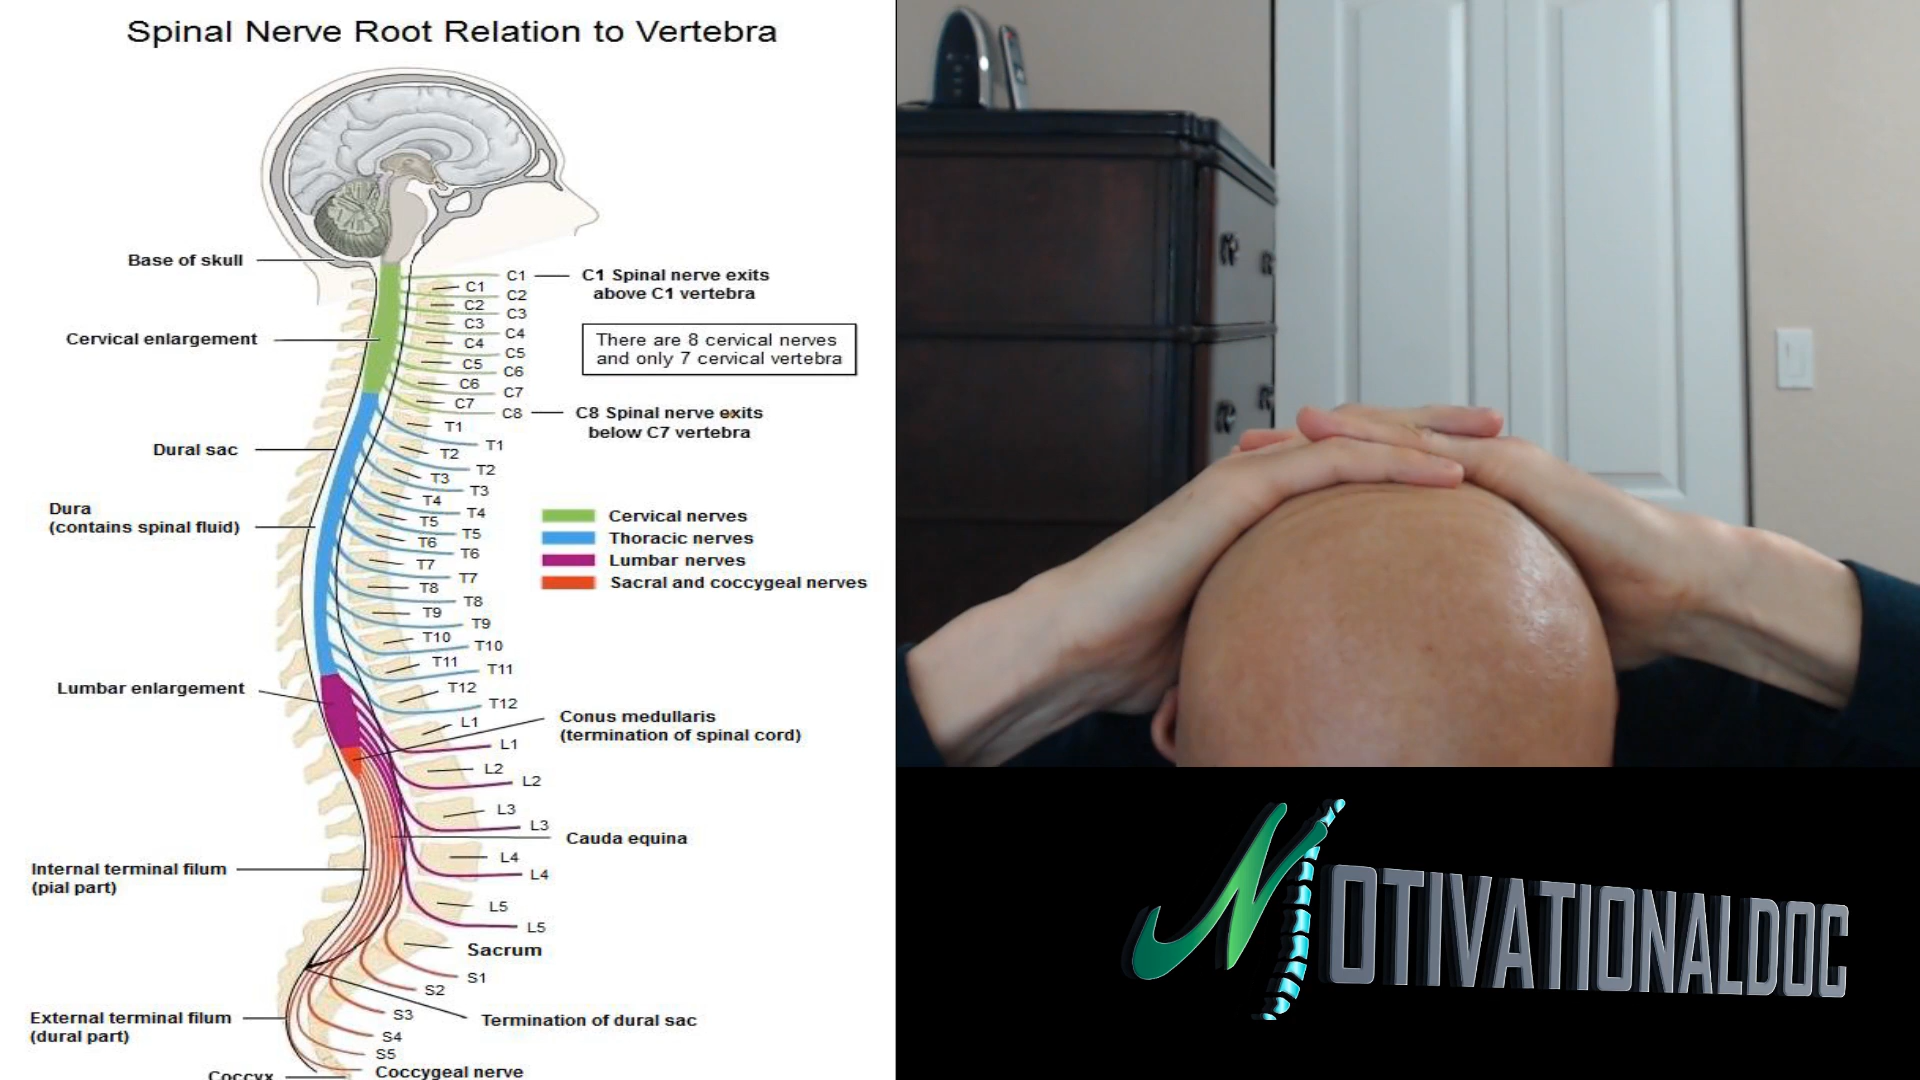 Spinal Nerve Root Relation to Vertebra
Base of skull
Cervical enlargement
Dural sac
Dura
(contains spinal fluid)
Lumbar enlargement
Internal terminal filum
(pial part)
External terminal filum
(dural part)
Coccyx
C1
C2
C3
C4
C5
C6
C7
T1
T2
T3
T4
T5
T6
T7
T8
T9
T10
T11
T12
L1
L2
L3
L4
L5
Sacrum
C1
C2
C3
C4
C5
C6
C7
C8
T1
T2
T3
T4
T5
T6
T7
T8
T9
T10
T11
T12
L1
L2
L3
L4
L5
S1
S2
S3
S4
S5
Coccygeal nerve
C1 Spinal nerve exits
above C1 vertebra
There are 8 cervical nerves
and only 7 cervical vertebra
C8 Spinal nerve exits
below C7 vertebra
Cervical nerves
Thoracic nerves
Lumbar nerves
Sacral and coccygeal nerves
Conus medullaris
(termination of spinal cord)
Cauda equina
Termination of dural sac
MOTIVATIONALDOC